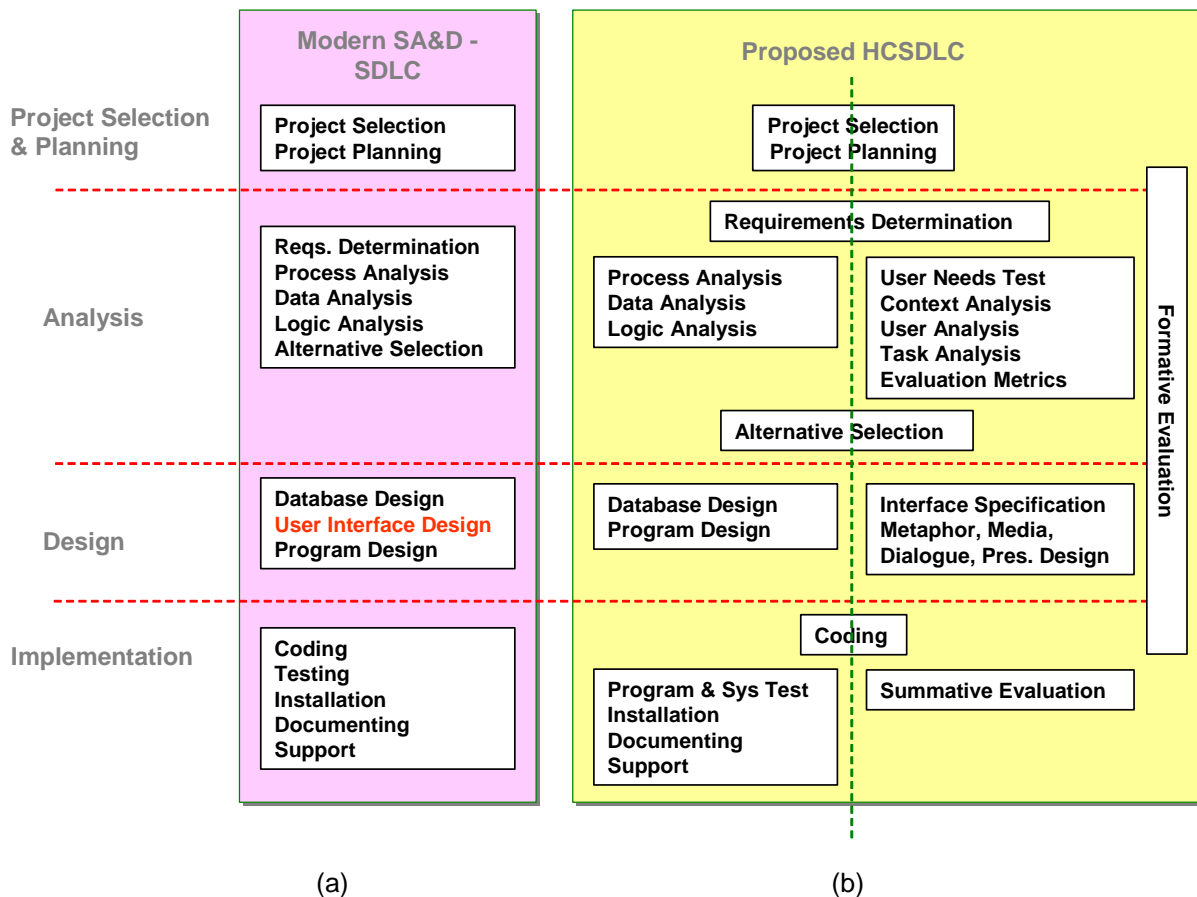 Modern SA&D -
SDLC
Proposed HCSDLC
Project Selection
& Planning
Project Selection
Project Planning
Project Selection
Project Planning
Analysis
Reqs. Determination
Process Analysis
Data Analysis
Logic Analysis
Alternative Selection
Requirements Determination
Process Analysis
Data Analysis
Logic Analysis
User Needs Test
Context Analysis
User Analysis
Task Analysis
Evaluation Metrics
Alternative Selection
Formative Evaluation
Design
Database Design
User Interface Design
Program Design
Database Design
Program Design
Interface Specification
Metaphor, Media,
Dialogue, Pres. Design
Implementation
Coding
Testing
Installation
Documenting
Support
Coding
Program & Sys Test
Installation
Documenting
Support
Summative Evaluation
(a)
(b)